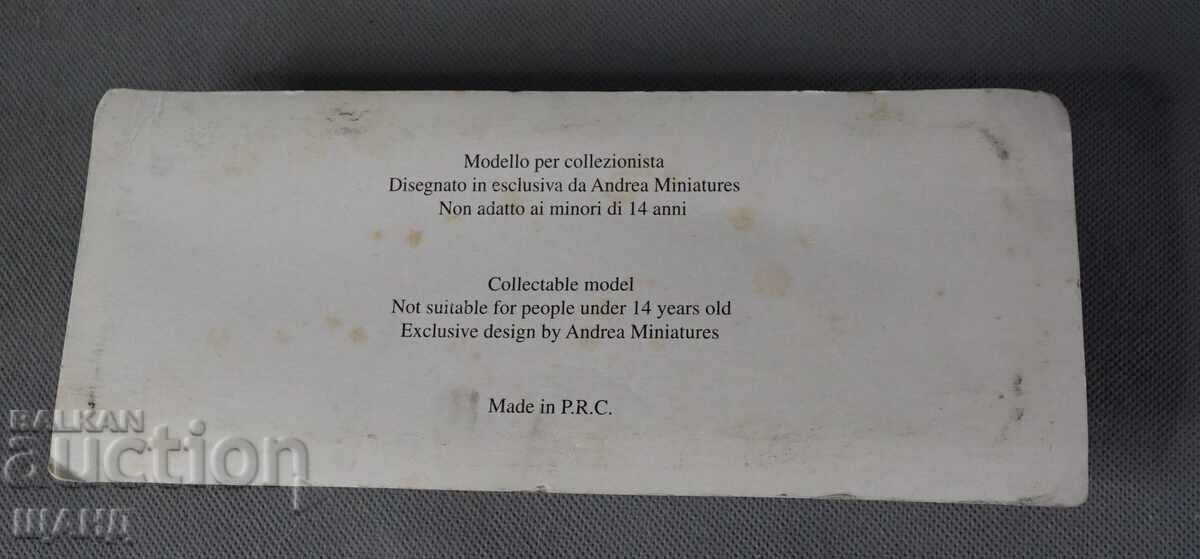 Modello per collezionista
Disegnato in esclusiva da Andrea Miniatures
Non adatto ai minori di 14 anni
Collectable model
Not suitable for people under 14 years old
Exclusive design by Andrea Miniatures
Made in P.R.C.
BALKAN
auction
ШАНД